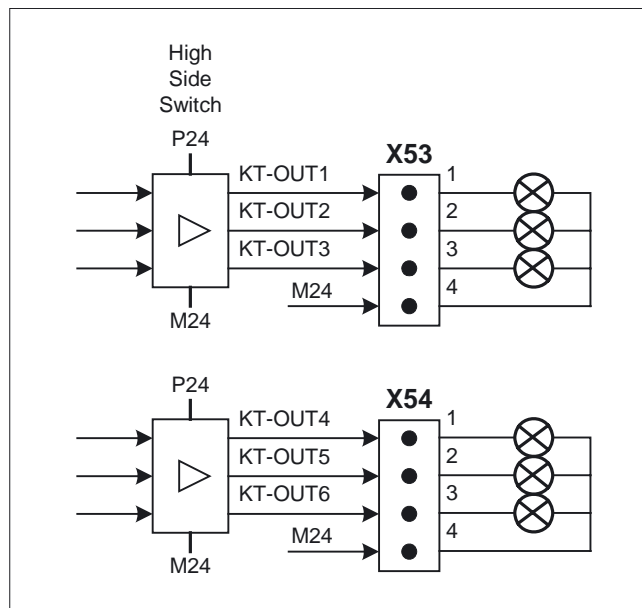 High
Side
Switch
P24
X53
KT-OUT1
1
KT-OUT2
2
KT-OUT3
3
M24
4
M24
P24
X54
KT-OUT4
1
KT-OUT5
2
KT-OUT6
3
M24
4
M24